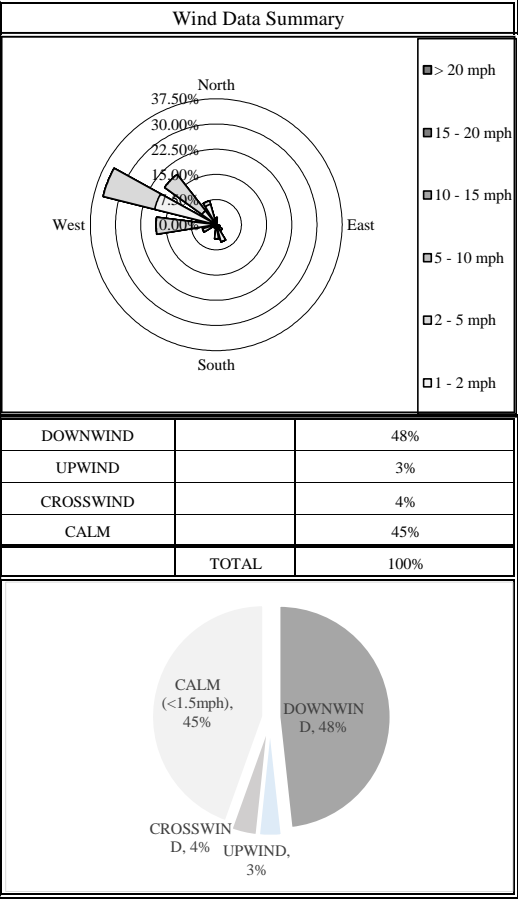 Wind Data Summary
North
37.50%
30.00%
22.50%
15.00%
7.50%
0.00%
West
East
South
> 20 mph
15 - 20 mph
10 - 15 mph
5 - 10 mph
2 - 5 mph
1 - 2 mph
DOWNWIND 48%
UPWIND 3%
CROSSWIND 4%
CALM 45%
TOTAL 100%
CALM
(<1.5mph),
45%
DOWNWIN
D, 48%
CROSSWIN
D, 4%
UPWIND,
3%